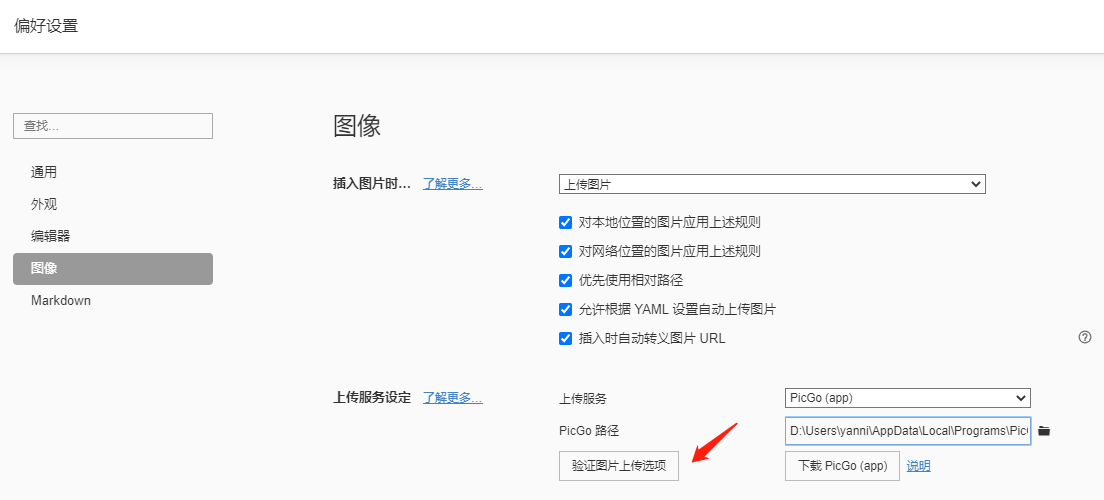 偏好设置
查找...
通用
外观
编辑器
图像
Markdown
图像
插入图片时... 了解更多... 上传图片
对本地位置的图片应用上述规则
对网络位置的图片应用上述规则
优先使用相对路径
允许根据 YAML 设置自动上传图片
插入时自动转义图片 URL
上传服务设定 了解更多... 上传服务 PicGo (app)
PicGo 路径 D:\Users\yanni\AppData\Local\Programs\Pic
验证图片上传选项 下载 PicGo (app) 说明